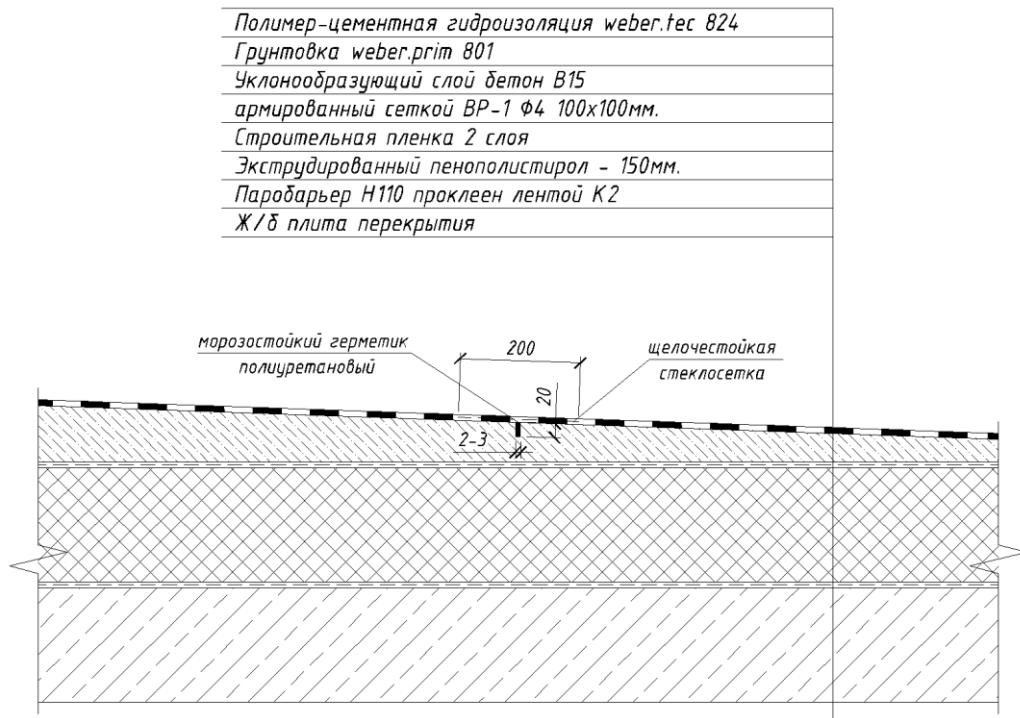 Полимер-цементная гидроизоляция weber.tec 824
Грунтовка weber.prim 801
Уклонообразующий слой бетон В15
армированный сеткой ВР-1 Ф4 100х100мм.
Строительная пленка 2 слоя
Экструдированный пенополистирол - 150мм.
Паробарьер Н110 проклеен лентой К2
Ж/б плита перекрытия
морозостойкий герметик
полиуретановый
200
щелочестойкая
стеклосетка
20
2-3